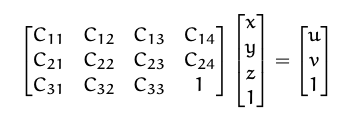 [C₁₁ C₁₂ C₁₃ C₁₄] [x] [u]
[C₂₁ C₂₂ C₂₃ C₂₄] [y] = [v]
[C₃₁ C₃₂ C₃₃ 1] [z] [1]
[1]